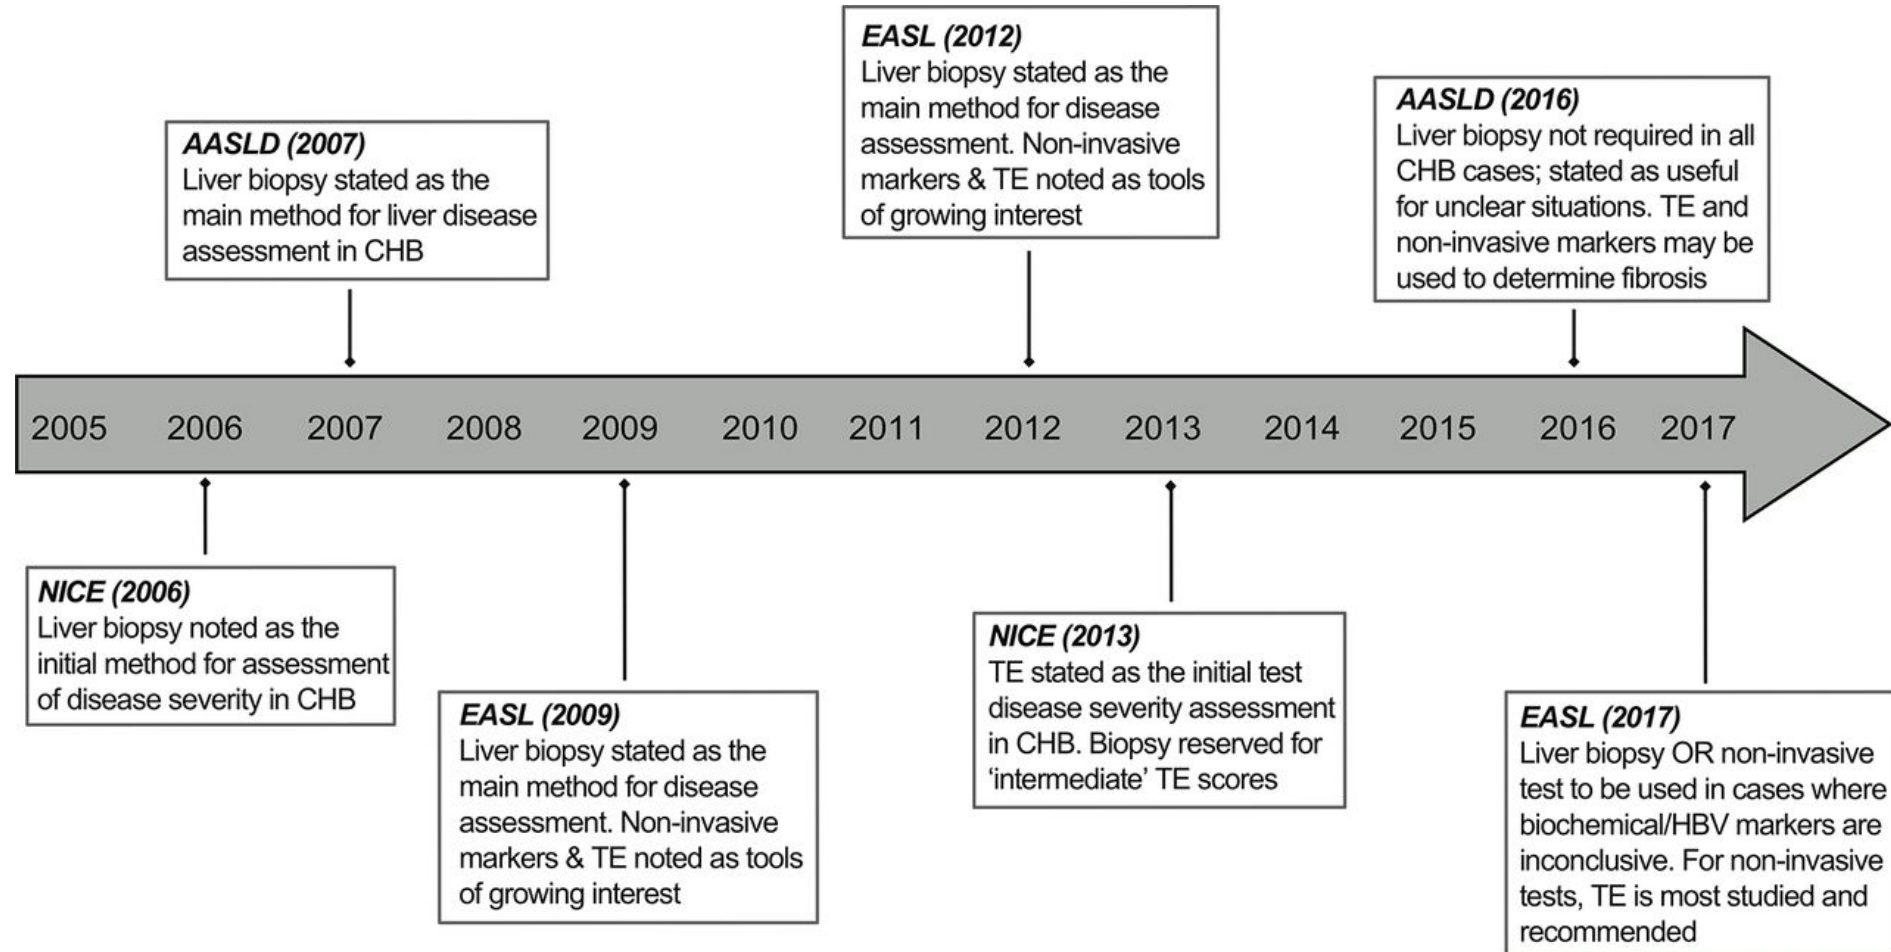 EASL (2012)
Liver biopsy stated as the
main method for disease
assessment. Non-invasive
markers & TE noted as tools
of growing interest
AASLD (2016)
Liver biopsy not required in all
CHB cases; stated as useful
for unclear situations. TE and
non-invasive markers may be
used to determine fibrosis
AASLD (2007)
Liver biopsy stated as the
main method for liver disease
assessment in CHB
2005 2006 2007 2008 2009 2010 2011 2012 2013 2014 2015 2016 2017
NICE (2006)
Liver biopsy noted as the
initial method for assessment
of disease severity in CHB
EASL (2009)
Liver biopsy stated as the
main method for disease
assessment. Non-invasive
markers & TE noted as tools
of growing interest
NICE (2013)
TE stated as the initial test
disease severity assessment
in CHB. Biopsy reserved for
‘intermediate’ TE scores
EASL (2017)
Liver biopsy OR non-invasive
test to be used in cases where
biochemical/HBV markers are
inconclusive. For non-invasive
tests, TE is most studied and
recommended